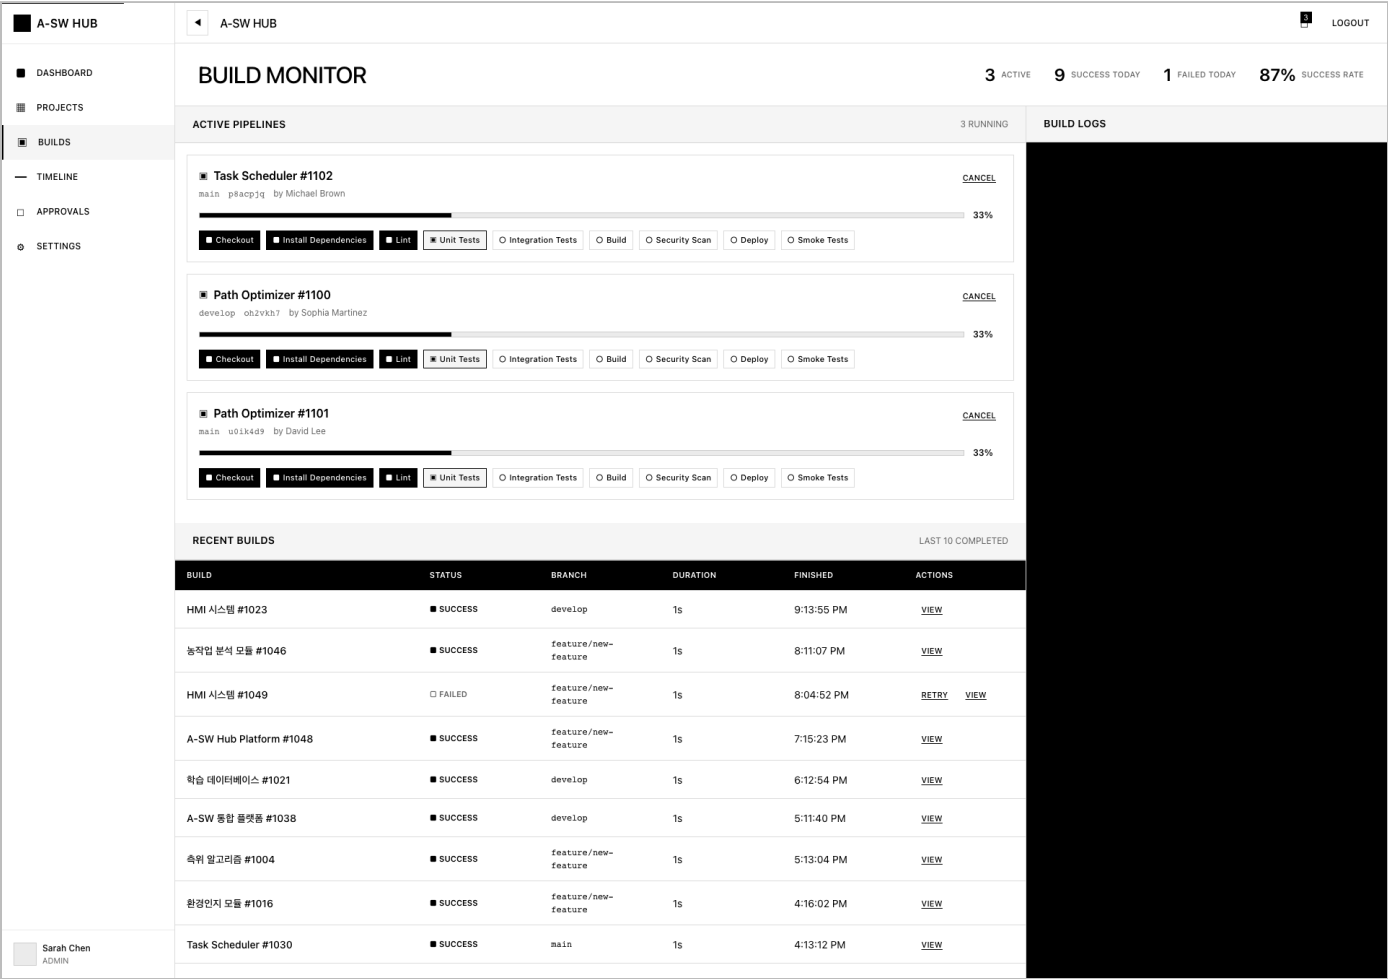 A-SW HUB
DASHBOARD
PROJECTS
BUILDS
TIMELINE
APPROVALS
SETTINGS
Sarah Chen
ADMIN
A-SW HUB
3
LOGOUT
BUILD MONITOR
3 ACTIVE 9 SUCCESS TODAY 1 FAILED TODAY 87% SUCCESS RATE
ACTIVE PIPELINES 3 RUNNING
Task Scheduler #1102 CANCEL
main p8acpjq by Michael Brown
33%
Checkout Install Dependencies Lint Unit Tests Integration Tests Build Security Scan Deploy Smoke Tests
Path Optimizer #1100 CANCEL
develop oh2vkh7 by Sophia Martinez
33%
Checkout Install Dependencies Lint Unit Tests Integration Tests Build Security Scan Deploy Smoke Tests
Path Optimizer #1101 CANCEL
main u0ik4d9 by David Lee
33%
Checkout Install Dependencies Lint Unit Tests Integration Tests Build Security Scan Deploy Smoke Tests
RECENT BUILDS LAST 10 COMPLETED
BUILD STATUS BRANCH DURATION FINISHED ACTIONS
HMI 시스템 #1023 SUCCESS develop 1s 9:13:55 PM VIEW
농작업 분석 모듈 #1046 SUCCESS feature/new-feature 1s 8:11:07 PM VIEW
HMI 시스템 #1049 FAILED feature/new-feature 1s 8:04:52 PM RETRY VIEW
A-SW Hub Platform #1048 SUCCESS feature/new-feature 1s 7:15:23 PM VIEW
학습 데이터베이스 #1021 SUCCESS develop 1s 6:12:54 PM VIEW
A-SW 통합 플랫폼 #1038 SUCCESS develop 1s 5:11:40 PM VIEW
측위 알고리즘 #1004 SUCCESS feature/new-feature 1s 5:13:04 PM VIEW
환경인지 모듈 #1016 SUCCESS feature/new-feature 1s 4:16:02 PM VIEW
Task Scheduler #1030 SUCCESS main 1s 4:13:12 PM VIEW
BUILD LOGS